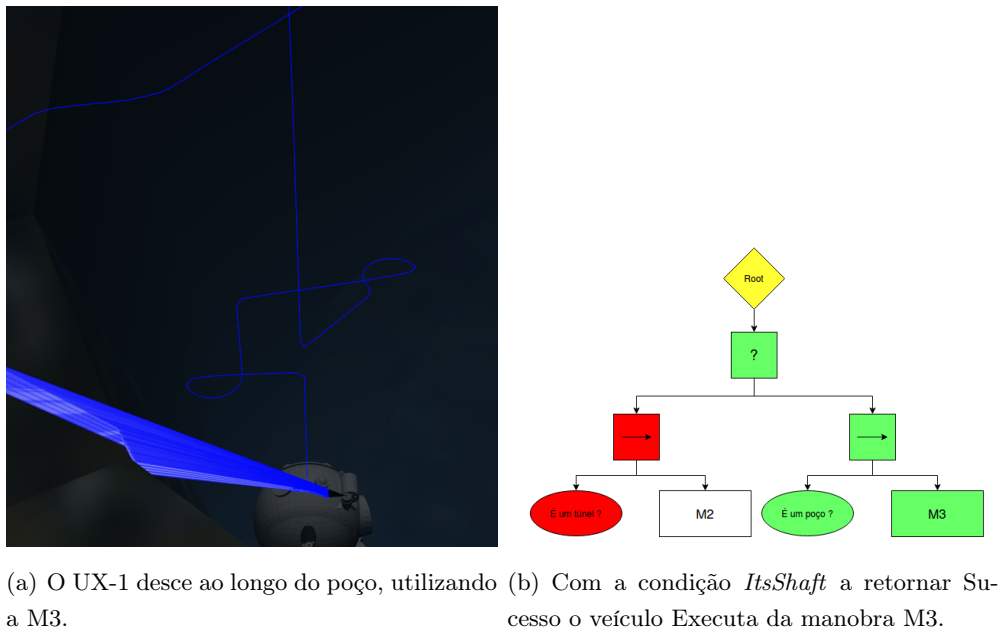 Root
?
É um túnel ?
M2
É um poço ?
M3
(a) O UX-1 desce ao longo do poço, utilizando
a M3.
(b) Com a condição ItsShaft a retornar Su-
cesso o veículo Executa da manobra M3.